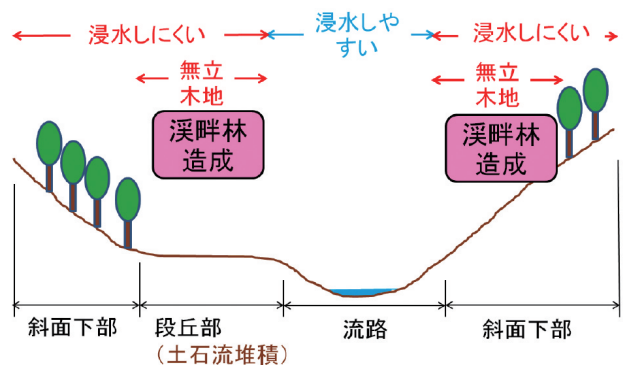 浸水しにくい
浸水しや
すい
浸水しにくい
無立
木地
無立
木地
渓畔林
造成
渓畔林
造成
斜面下部
段丘部
(土石流堆積)
流路
斜面下部